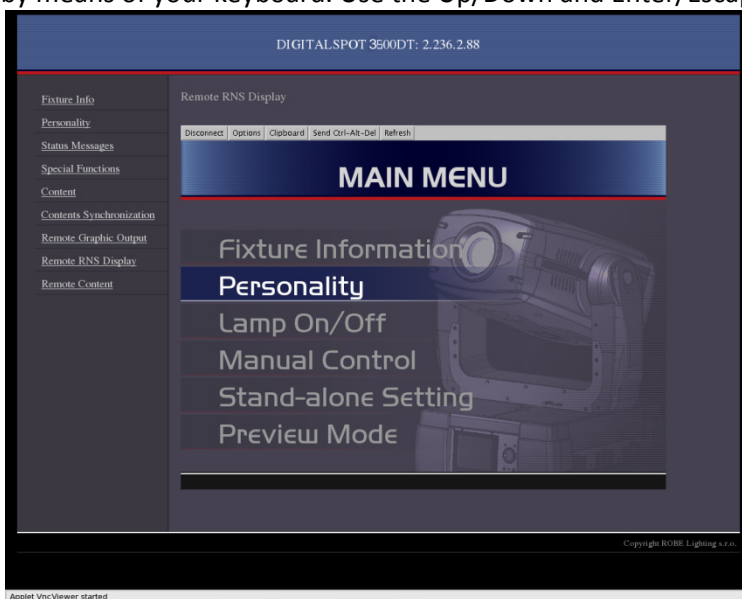 by means of your keyboard. Use the Up/Down and Enter/Escap
DIGITALSPOT 3500DT: 2.236.2.88
Fixture Info
Personality
Status Messages
Special Functions
Content
Contents Synchronization
Remote Graphic Output
Remote RNS Display
Remote Content
Remote RNS Display
Disconnect Options Clipboard Send Ctrl-Alt-Del Refresh
MAIN MENU
Fixture Information
Personality
Lamp On/Off
Manual Control
Stand-alone Setting
Preview Mode
Copyright ROBE Lighting s.r.o.
Applet VncViewer started